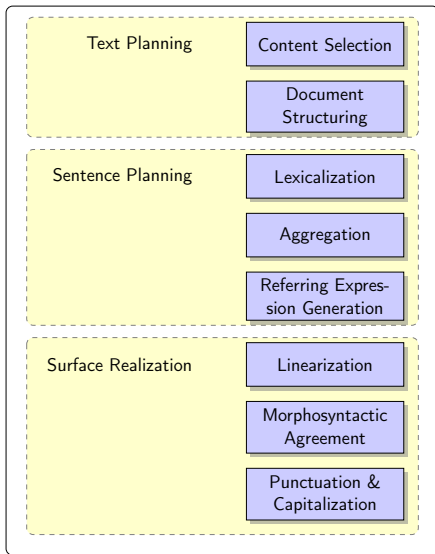 Text Planning
Content Selection
Document
Structuring
Sentence Planning
Lexicalization
Aggregation
Referring Expres-
sion Generation
Surface Realization
Linearization
Morphosyntactic
Agreement
Punctuation &
Capitalization